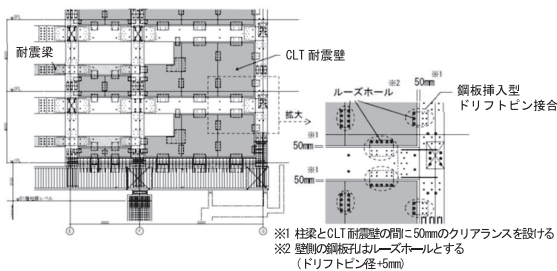 耐震梁
CLT 耐震壁
※2
※1
50mm
ルーズホール
鋼板挿入型
ドリフトピン接合
拡大
※1
50mm
※1
50mm
※1 柱梁とCLT耐震壁の間に50mmのクリアランスを設ける
※2 壁側の鋼板孔はルーズホールとする
(ドリフトピン径+5mm)